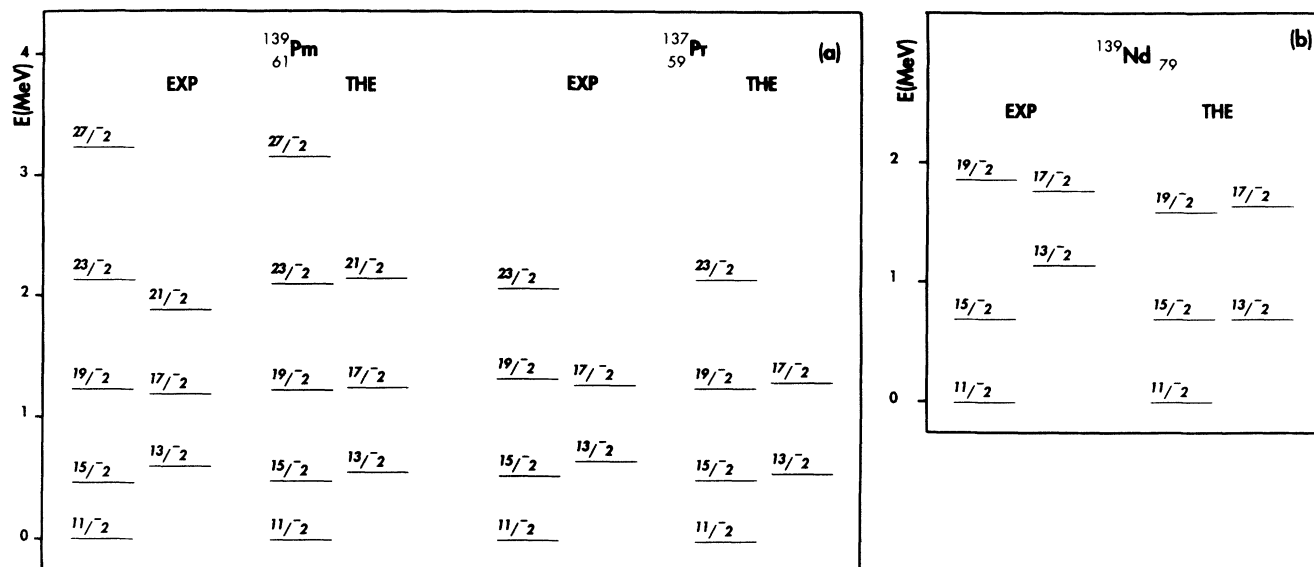 139 Pm 61
137 Pr 59
(a)
EXP THE EXP THE
E(MeV)
4
3
2
1
0
27/-2 27/-2
23/-2 23/-2 21/-2 23/-2 23/-2
21/-2
19/-2 17/-2 19/-2 17/-2 19/-2 17/-2 19/-2 17/-2
15/-2 13/-2 15/-2 13/-2 15/-2 13/-2 15/-2 13/-2
11/-2 11/-2 11/-2 11/-2
(b)
139 Nd 79
E(MeV)
EXP THE
2
1
0
19/-2 17/-2 19/-2 17/-2
13/-2
15/-2 15/-2 13/-2
11/-2 11/-2